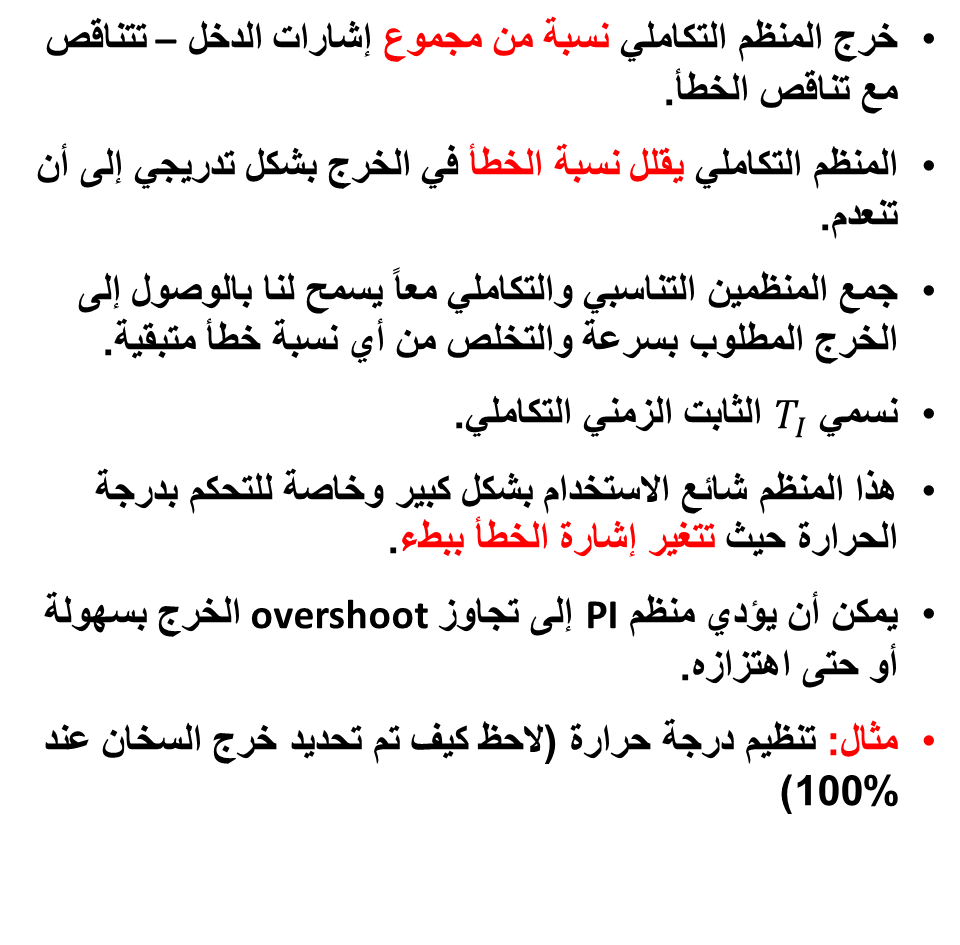 • خرج المنظم التكاملي نسبة من مجموع إشارات الدخل – تتناقص
مع تناقص الخطأ.
• المنظم التكاملي يقلل نسبة الخطأ في الخرج بشكل تدريجي إلى أن
تنعدم.
• جمع المنظمين التناسبي والتكاملي معاً يسمح لنا بالوصول إلى
الخرج المطلوب بسرعة والتخلص من أي نسبة خطأ متبقية.
• نسمي T_I الثابت الزمني التكاملي.
• هذا المنظم شائع الاستخدام بشكل كبير وخاصة للتحكم بدرجة
الحرارة حيث تتغير إشارة الخطأ ببطء.
• يمكن أن يؤدي منظم PI إلى تجاوز overshoot الخرج بسهولة
أو حتى اهتزازه.
• مثال: تنظيم درجة حرارة (لاحظ كيف تم تحديد خرج السخان عند
100%)